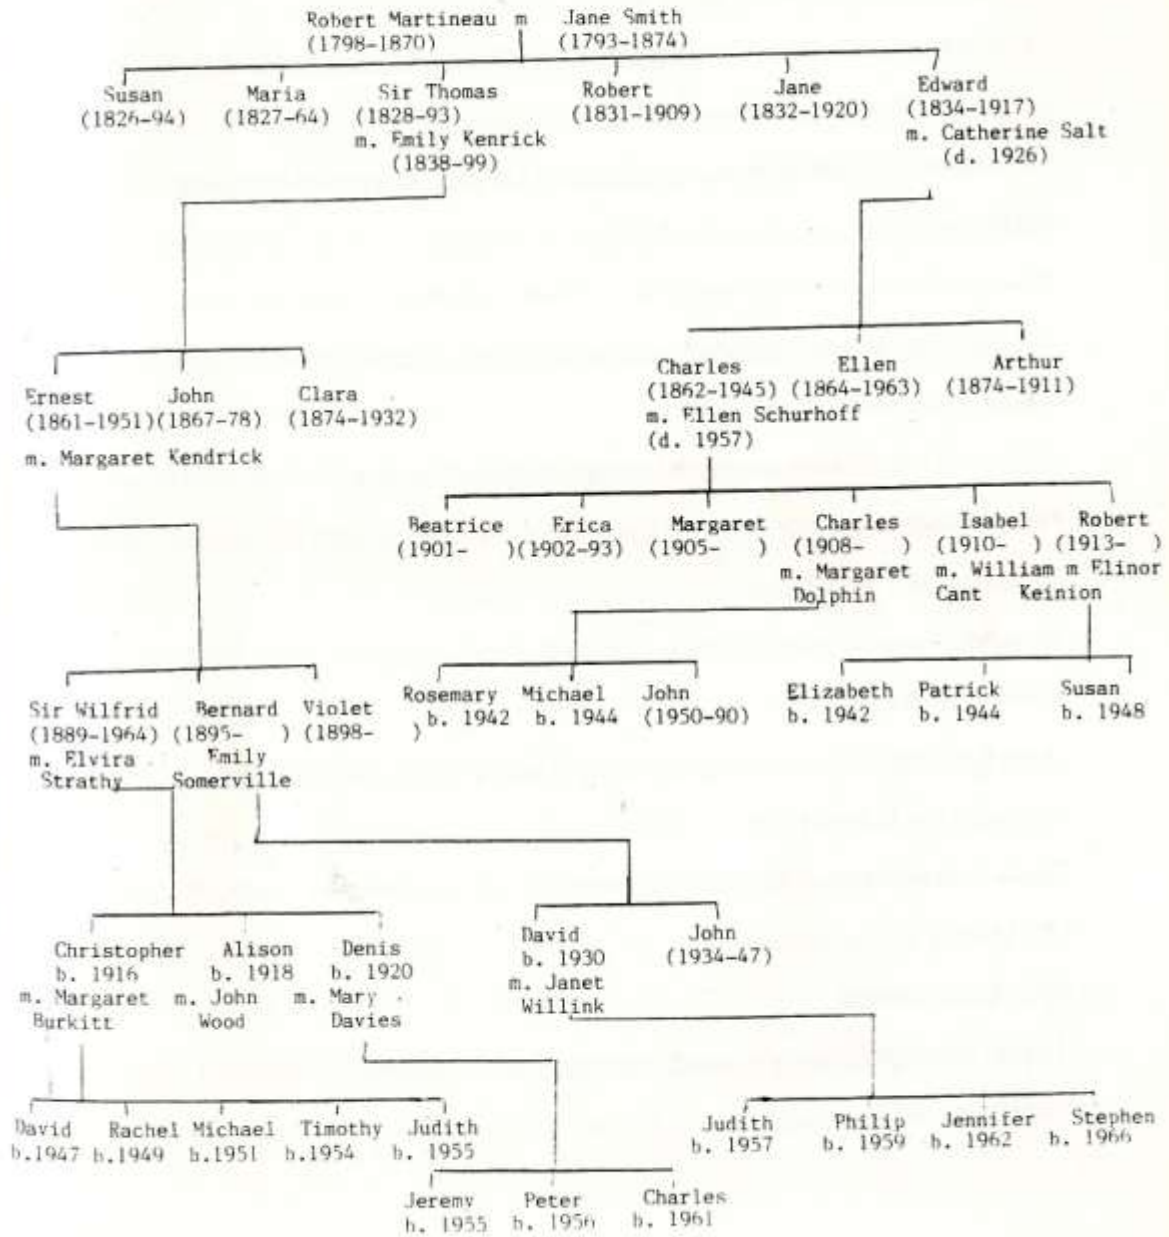 Robert Martineau m Jane Smith
(1798-1870) (1793-1874)
Susan Maria Sir Thomas Robert Jane Edward
(1826-94) (1827-64) (1828-93) (1831-1909) (1832-1920) (1834-1917)
m. Emily Kenrick m. Catherine Salt
(1838-99) (d. 1926)
Charles Ellen Arthur
(1862-1945) (1864-1963) (1874-1911)
m. Ellen Schurhoff
(d. 1957)
Ernest John Clara
(1861-1951) (1867-78) (1874-1932)
m. Margaret Kendrick
Beatrice Erica Margaret Charles Isabel Robert
(1901- ) (1902-93) (1905- ) (1908- ) (1910- ) (1913- )
m. Margaret m. William m Elinor
Dolphin Cant Keinion
Rosemary Michael John Elizabeth Patrick Susan
b. 1942 b. 1944 (1950-90) b. 1942 b. 1944 b. 1948
Sir Wilfrid Bernard Violet
(1889-1964) (1895- ) (1898- )
m. Elvira Emily
Strathy Somerville
Christopher Alison Denis David John
b. 1916 b. 1918 b. 1920 b. 1930 (1934-47)
m. Margaret m. John m. Mary m. Janet
Burkitt Wood Davies Willink
David Rachel Michael Timothy Judith Judith Philip Jennifer Stephen
b.1947 b.1949 b.1951 b.1954 b. 1955 b. 1957 b. 1959 b. 1962 b. 1966
Jeremy Peter Charles
b. 1955 b. 1956 b. 1961